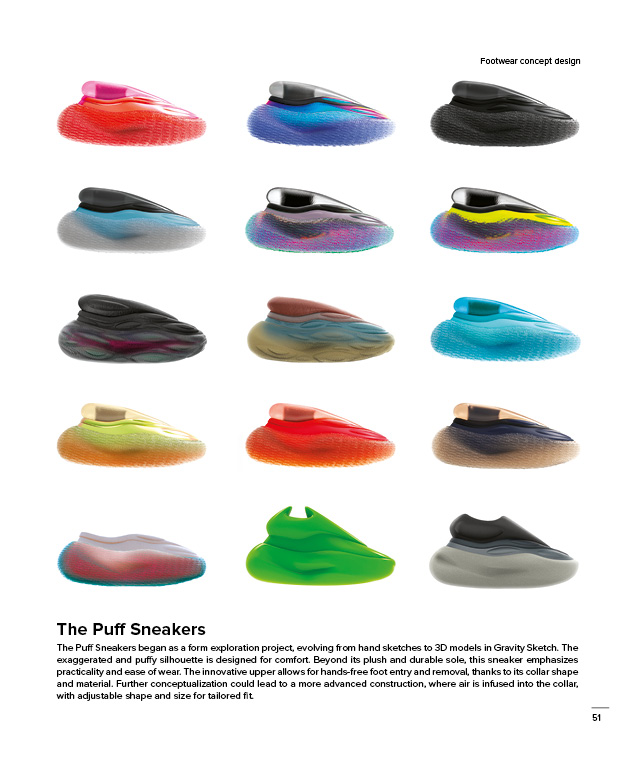 Footwear concept design
The Puff Sneakers
The Puff Sneakers began as a form exploration project, evolving from hand sketches to 3D models in Gravity Sketch. The
exaggerated and puffy silhouette is designed for comfort. Beyond its plush and durable sole, this sneaker emphasizes
practicality and ease of wear. The innovative upper allows for hands-free foot entry and removal, thanks to its collar shape
and material. Further conceptualization could lead to a more advanced construction, where air is infused into the collar,
with adjustable shape and size for tailored fit.
51